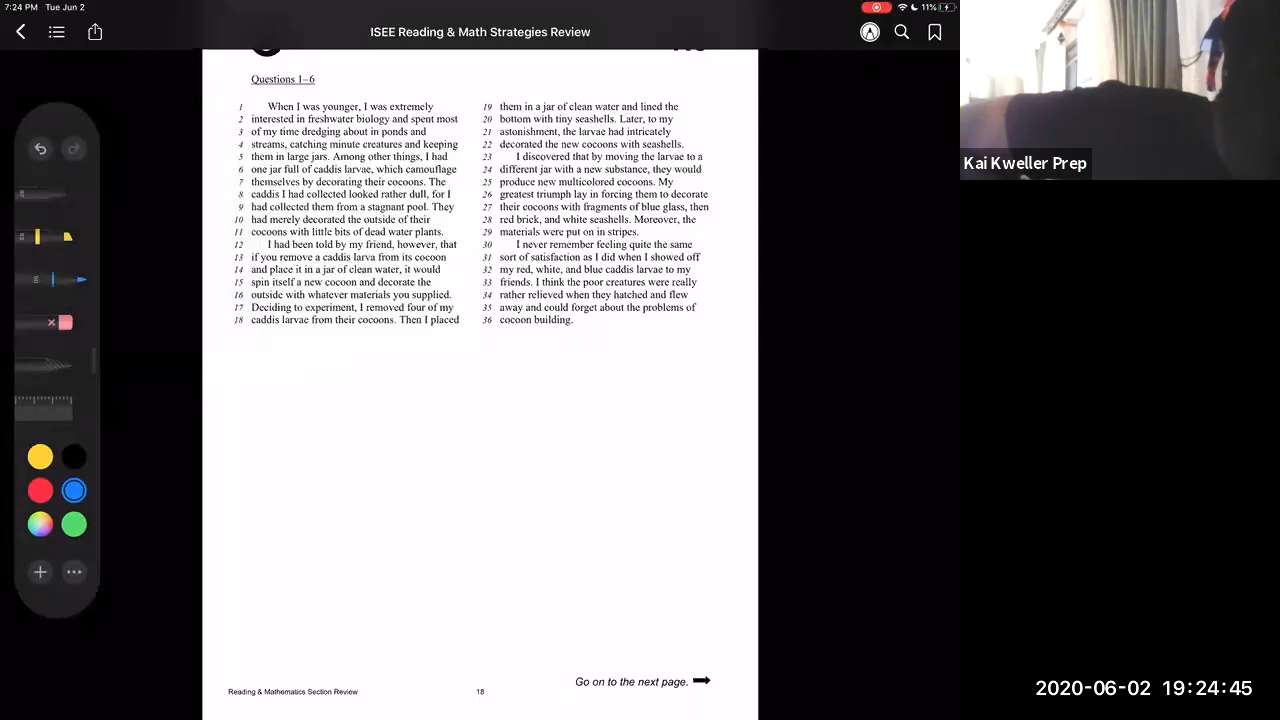 7:24 PM Tue Jun 2
11%
ISEE Reading & Math Strategies Review
Kai Kweller Prep
Questions 1–6
1 When I was younger, I was extremely
2 interested in freshwater biology and spent most
3 of my time dredging about in ponds and
4 streams, catching minute creatures and keeping
5 them in large jars. Among other things, I had
6 one jar full of caddis larvae, which camouflage
7 themselves by decorating their cocoons. The
8 caddis I had collected looked rather dull, for I
9 had collected them from a stagnant pool. They
10 had merely decorated the outside of their
11 cocoons with little bits of dead water plants.
12 I had been told by my friend, however, that
13 if you remove a caddis larva from its cocoon
14 and place it in a jar of clean water, it would
15 spin itself a new cocoon and decorate the
16 outside with whatever materials you supplied.
17 Deciding to experiment, I removed four of my
18 caddis larvae from their cocoons. Then I placed
19 them in a jar of clean water and lined the
20 bottom with tiny seashells. Later, to my
21 astonishment, the larvae had intricately
22 decorated the new cocoons with seashells.
23 I discovered that by moving the larvae to a
24 different jar with a new substance, they would
25 produce new multicolored cocoons. My
26 greatest triumph lay in forcing them to decorate
27 their cocoons with fragments of blue glass, then
28 red brick, and white seashells. Moreover, the
29 materials were put on in stripes.
30 I never remember feeling quite the same
31 sort of satisfaction as I did when I showed off
32 my red, white, and blue caddis larvae to my
33 friends. I think the poor creatures were really
34 rather relieved when they hatched and flew
35 away and could forget about the problems of
36 cocoon building.
Go on to the next page.
Reading & Mathematics Section Review
18
2020-06-02 19:24:45